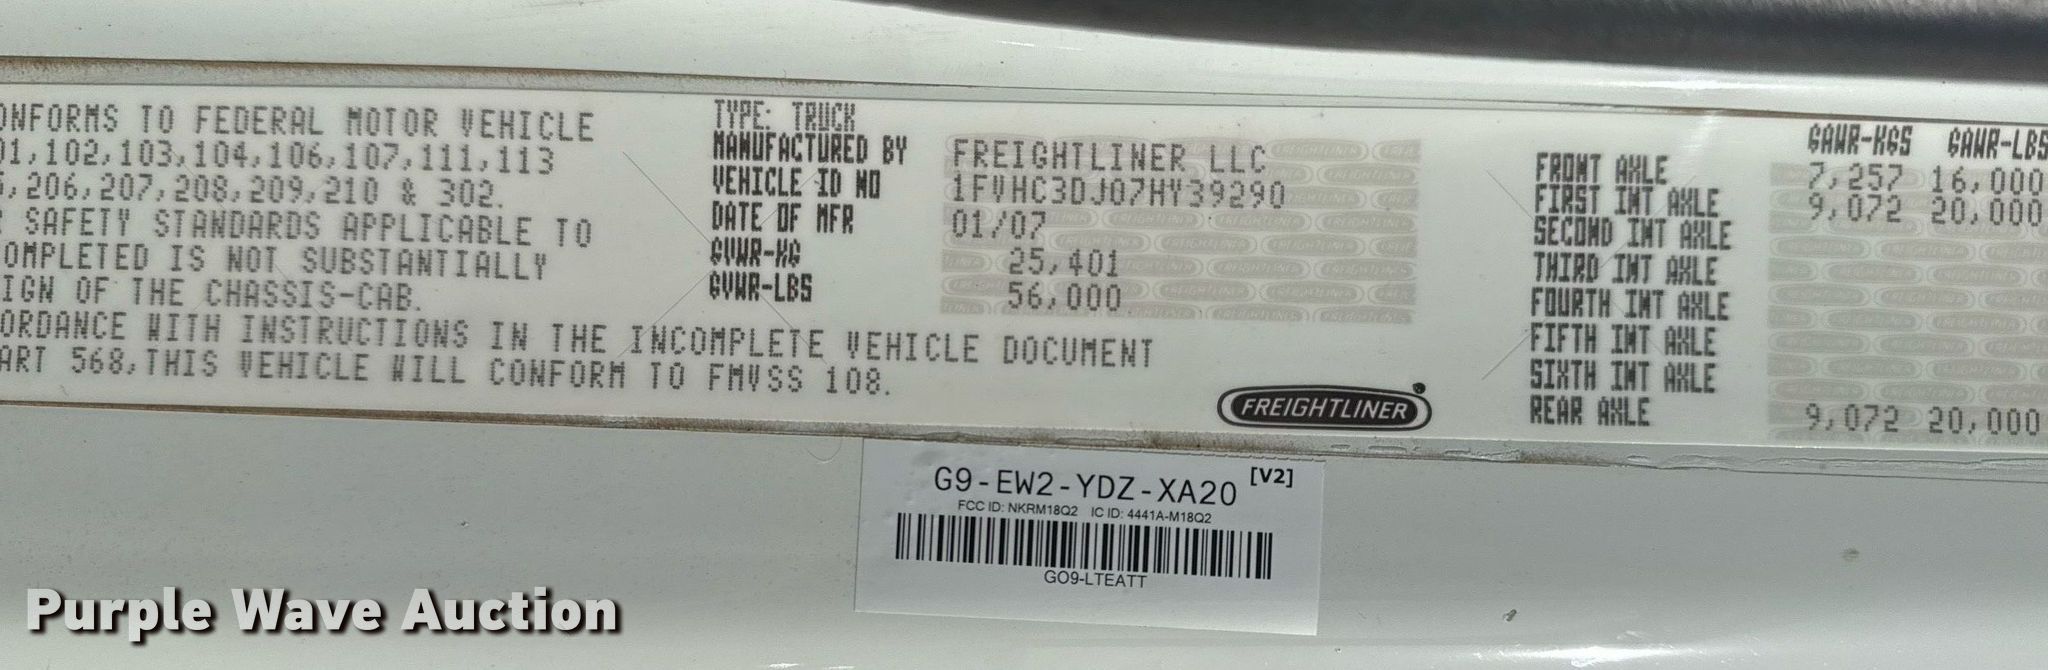 ONFORMS TO FEDERAL MOTOR VEHICLE
01,102,103,104,106,107,111,113
5,206,207,208,209,210 & 302.
R SAFETY STANDARDS APPLICABLE TO
OMPLETED IS NOT SUBSTANTIALLY
IGN OF THE CHASSIS-CAB.
ORDANCE WITH INSTRUCTIONS IN THE INCOMPLETE VEHICLE DOCUMENT
ART 568,THIS VEHICLE WILL CONFORM TO FMVSS 108.
TYPE: TRUCK
MANUFACTURED BY FREIGHTLINER LLC
VEHICLE ID NO 1FVHC3DJ07HY39290
DATE OF MFR 01/07
GVWR-KG 25,401
GVWR-LBS 56,000
FREIGHTLINER
GAWR-KGS GAWR-LBS
FRONT AXLE 7,257 16,000
FIRST INT AXLE 9,072 20,000
SECOND INT AXLE
THIRD INT AXLE
FOURTH INT AXLE
FIFTH INT AXLE
SIXTH INT AXLE
REAR AXLE 9,072 20,000
G9-EW2-YDZ-XA20 [V2]
FCC ID: NKRM18Q2 IC ID: 4441A-M18Q2
GO9-LTEATT
Purple Wave Auction